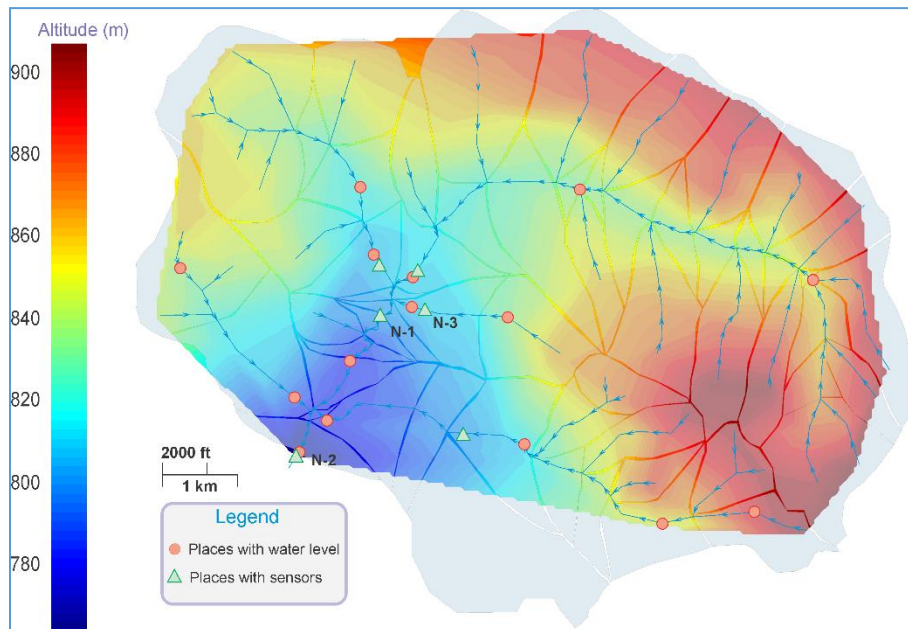 Altitude (m)
900
880
860
840
820
800
780
N-1
N-3
N-2
2000 ft
1 km
Legend
Places with water level
Places with sensors